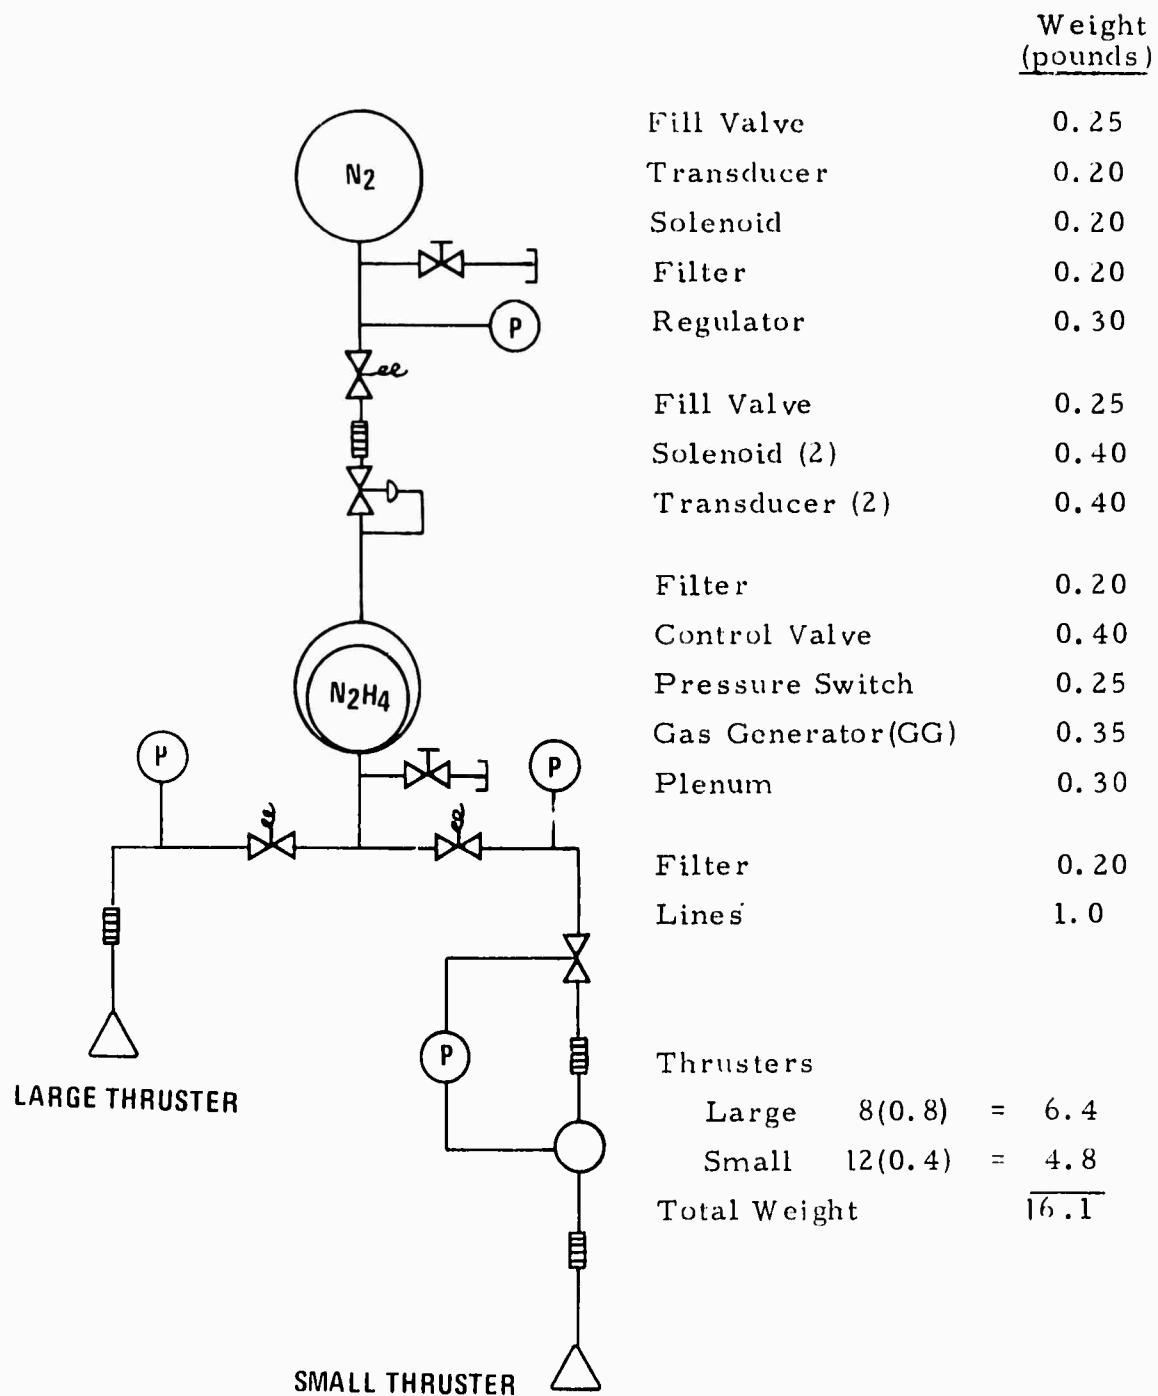 Weight
(pounds)
N2
Fill Valve 0.25
Transducer 0.20
Solenoid 0.20
Filter 0.20
P
Regulator 0.30
Fill Valve 0.25
Solenoid (2) 0.40
Transducer (2) 0.40
Filter 0.20
Control Valve 0.40
N2H4
Pressure Switch 0.25
P
P
Gas Generator(GG) 0.35
Plenum 0.30
Filter 0.20
Lines 1.0
P
Thrusters
LARGE THRUSTER
Large 8(0.8) = 6.4
Small 12(0.4) = 4.8
Total Weight 16.1
SMALL THRUSTER